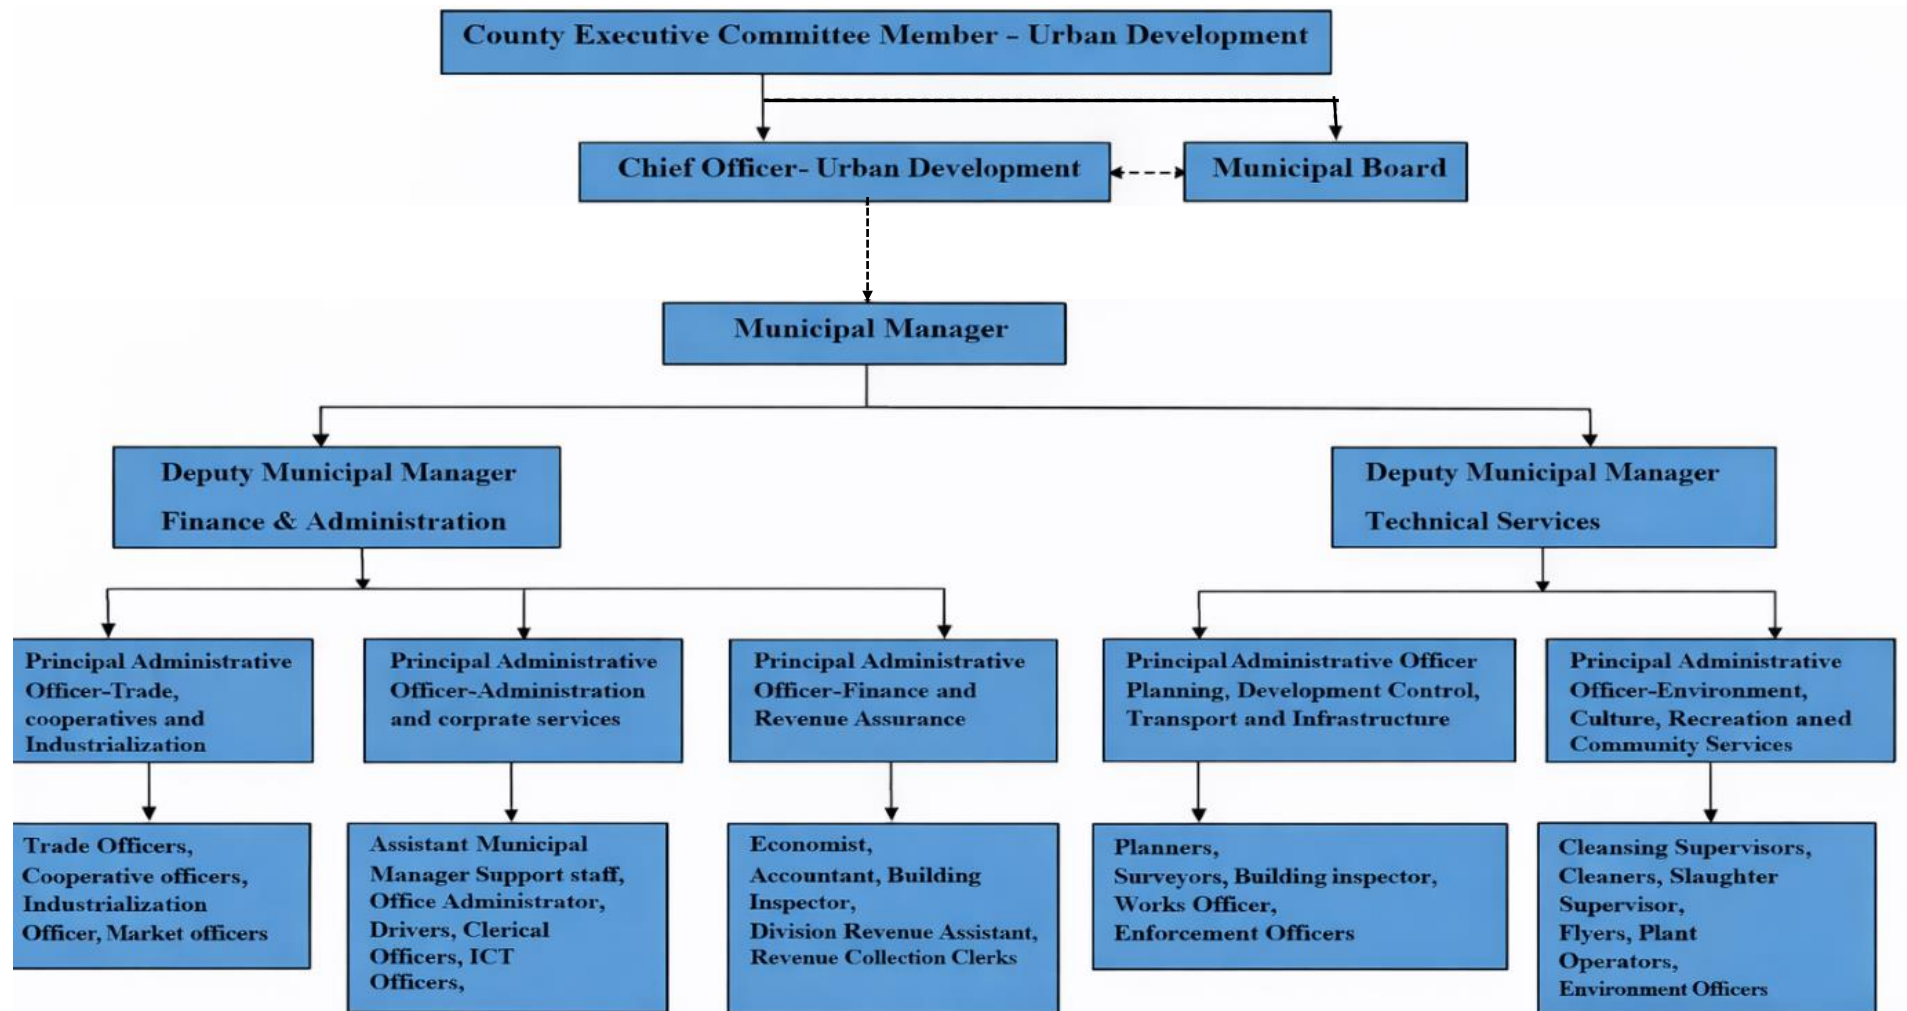 County Executive Committee Member - Urban Development
Chief Officer- Urban Development
Municipal Board
Municipal Manager
Deputy Municipal Manager
Finance & Administration
Deputy Municipal Manager
Technical Services
Principal Administrative
Officer-Trade,
cooperatives and
Industrialization
Principal Administrative
Officer-Administration
and corprate services
Principal Administrative
Officer-Finance and
Revenue Assurance
Principal Administrative Officer
Planning, Development Control,
Transport and Infrastructure
Principal Administrative
Officer-Environment,
Culture, Recreation aned
Community Services
Trade Officers,
Cooperative officers,
Industrialization
Officer, Market officers
Assistant Municipal
Manager Support staff,
Office Administrator,
Drivers, Clerical
Officers, ICT
Officers,
Economist,
Accountant, Building
Inspector,
Division Revenue Assistant,
Revenue Collection Clerks
Planners,
Surveyors, Building inspector,
Works Officer,
Enforcement Officers
Cleansing Supervisors,
Cleaners, Slaughter
Supervisor,
Flyers, Plant
Operators,
Environment Officers